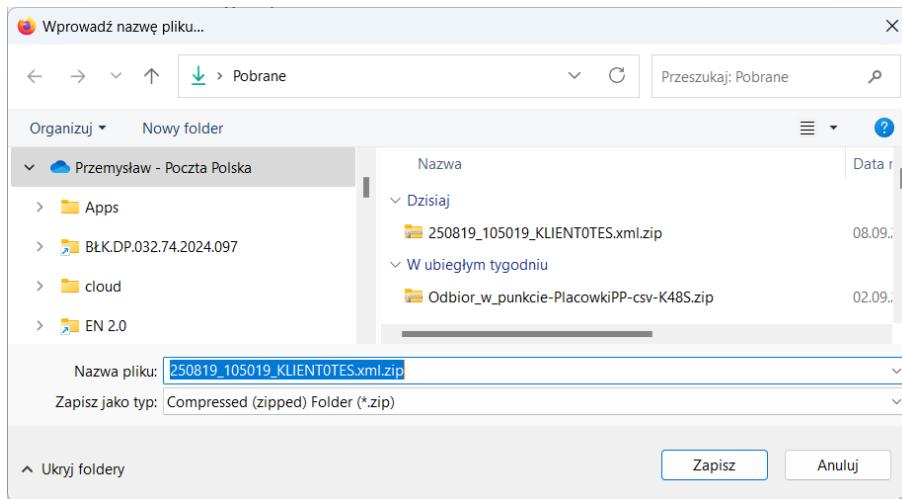 Wprowadź nazwę pliku...
Pobrane
Przeszukaj: Pobrane
Organizuj
Nowy folder
Przemysław - Poczta Polska
Apps
BŁK.DP.032.74.2024.097
cloud
EN 2.0
Nazwa
Data
Dzisiaj
250819_105019_KLIENT0TES.xml.zip
08.09.
W ubiegłym tygodniu
Odbior_w_punkcie-PlacowkiPP-csv-K48S.zip
02.09.
Nazwa pliku: 250819_105019_KLIENT0TES.xml.zip
Zapisz jako typ: Compressed (zipped) Folder (*.zip)
Ukryj foldery
Zapisz
Anuluj